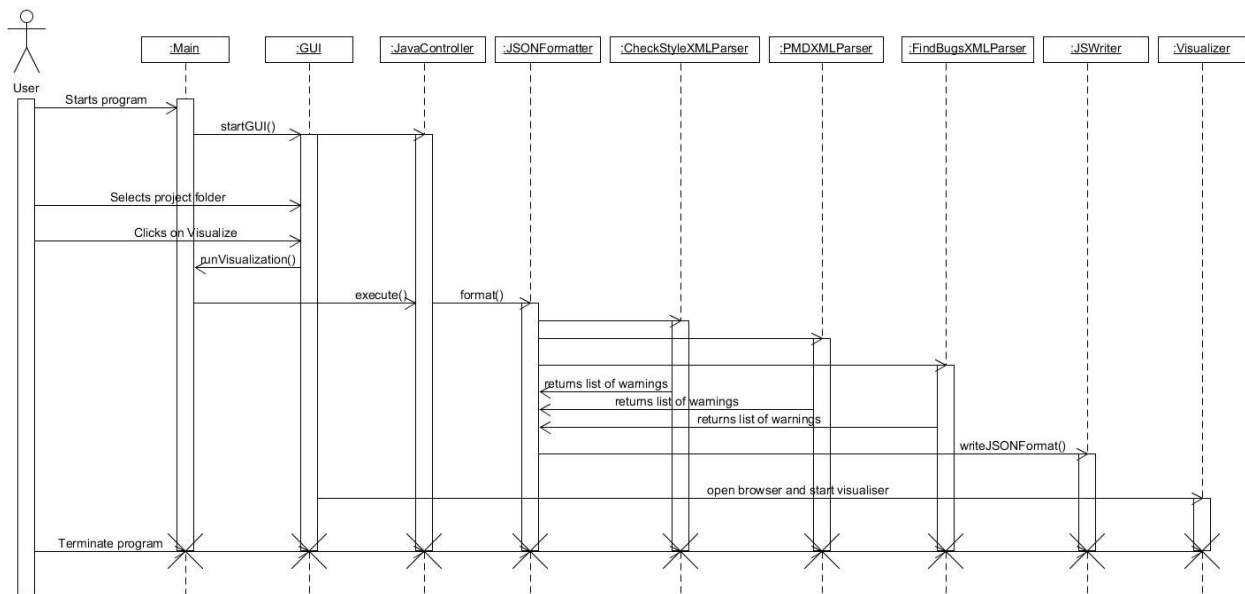 :Main
:GUI
:JavaController
:JSONFormatter
:CheckStyleXMLParser
:PMDXMLParser
:FindBugsXMLParser
:JSWriter
:Visualizer
User
Starts program
startGUI()
Selects project folder
Clicks on Visualize
runVisualization()
execute()
format()
returns list of warnings
returns list of warnings
returns list of warnings
writeJSONFormat()
open browser and start visualiser
Terminate program